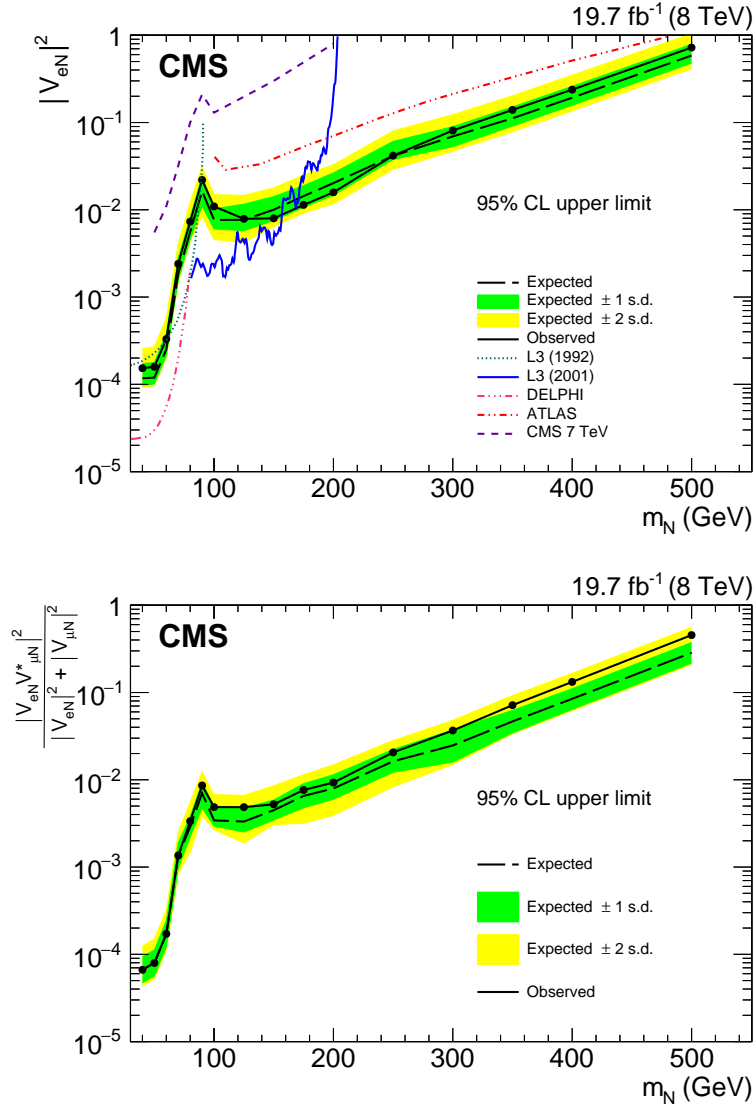 19.7 fb⁻¹ (8 TeV)
|V_eN|²
CMS
1
10⁻¹
10⁻²
10⁻³
10⁻⁴
10⁻⁵
95% CL upper limit
Expected
Expected ± 1 s.d.
Expected ± 2 s.d.
Observed
L3 (1992)
L3 (2001)
DELPHI
ATLAS
CMS 7 TeV
100 200 300 400 500
m_N (GeV)
19.7 fb⁻¹ (8 TeV)
|V_eN V*_μN|²
|V_eN|² + |V_μN|²
CMS
1
10⁻¹
10⁻²
10⁻³
10⁻⁴
10⁻⁵
95% CL upper limit
Expected
Expected ± 1 s.d.
Expected ± 2 s.d.
Observed
100 200 300 400 500
m_N (GeV)